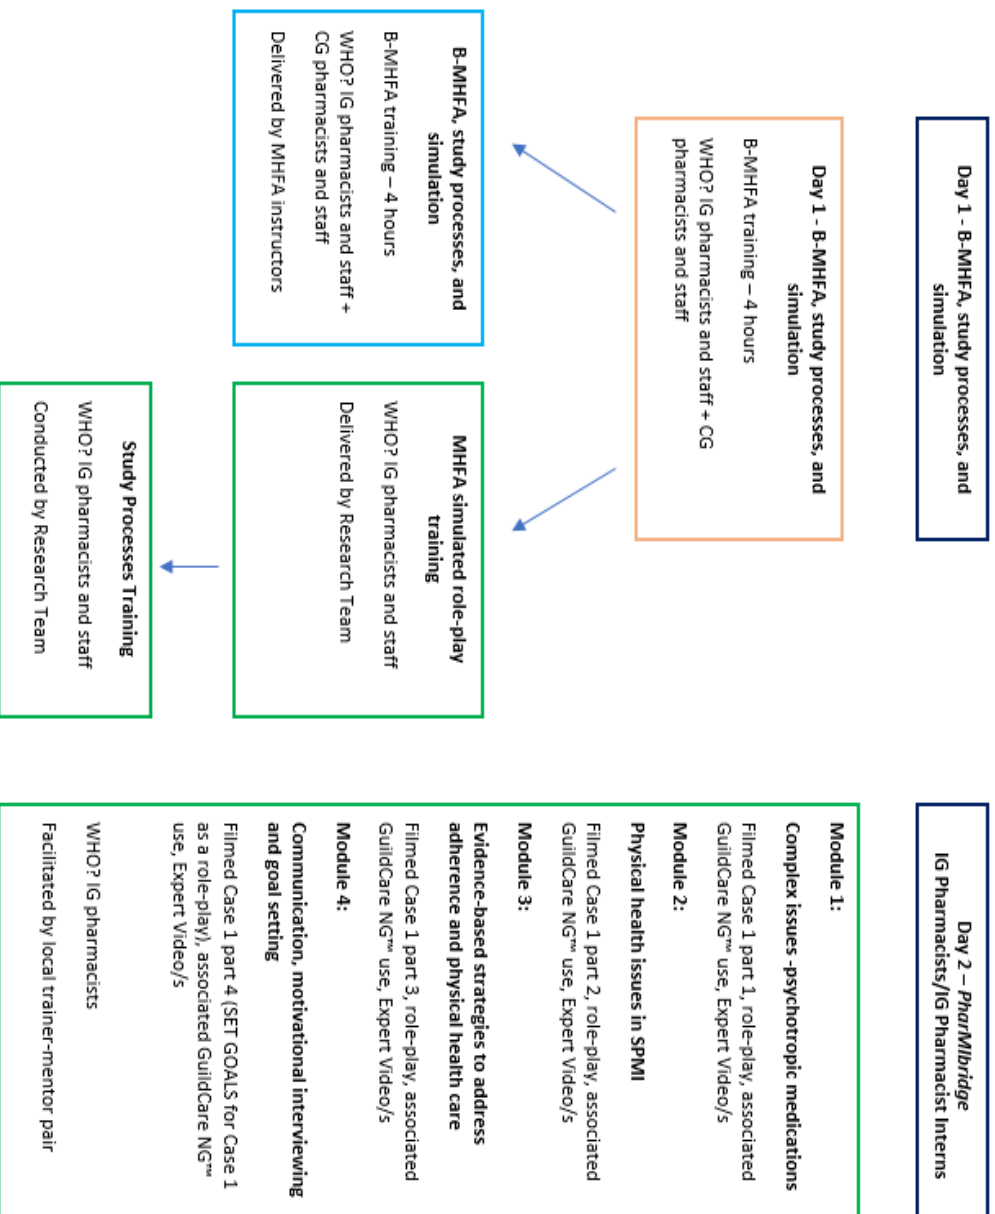 Day 1 - B-MHFA, study processes, and
simulation
Day 1 - B-MHFA, study processes, and
simulation
B-MHFA training – 4 hours
WHO? IG pharmacists and staff + CG
pharmacists and staff
B-MHFA, study processes, and
simulation
B-MHFA training – 4 hours
WHO? IG pharmacists and staff +
CG pharmacists and staff
Delivered by MHFA instructors
MHFA simulated role-play
training
WHO? IG pharmacists and staff
Delivered by Research Team
Study Processes Training
WHO? IG pharmacists and staff
Conducted by Research Team
Day 2 – PharMIbridge
IG Pharmacists/IG Pharmacist Interns
Module 1:
Complex issues -psychotropic medications
Filmed Case 1 part 1, role-play, associated
GuildCare NG™ use, Expert Video/s
Module 2:
Physical health issues in SPMI
Filmed Case 1 part 2, role-play, associated
GuildCare NG™ use, Expert Video/s
Module 3:
Evidence-based strategies to address
adherence and physical health care
Filmed Case 1 part 3, role-play, associated
GuildCare NG™ use, Expert Video/s
Module 4:
Communication, motivational interviewing
and goal setting
Filmed Case 1 part 4 (SET GOALS for Case 1
as a role-play), associated GuildCare NG™
use, Expert Video/s
WHO? IG pharmacists
Facilitated by local trainer-mentor pair